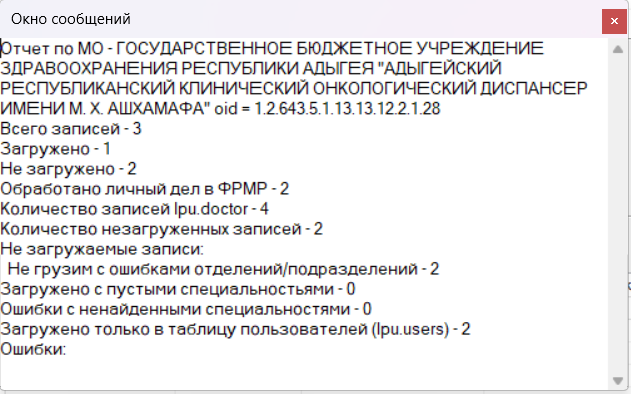 Окно сообщений
Отчет по МО - ГОСУДАРСТВЕННОЕ БЮДЖЕТНОЕ УЧРЕЖДЕНИЕ
ЗДРАВООХРАНЕНИЯ РЕСПУБЛИКИ АДЫГЕЯ "АДЫГЕЙСКИЙ
РЕСПУБЛИКАНСКИЙ КЛИНИЧЕСКИЙ ОНКОЛОГИЧЕСКИЙ ДИСПАНСЕР
ИМЕНИ М. Х. АШХАМАФА" oid = 1.2.643.5.1.13.13.12.2.1.28
Всего записей - 3
Загружено - 1
Не загружено - 2
Обработано личный дел в ФРМР - 2
Количество записей lpu.doctor - 4
Количество незагруженных записей - 2
Не загружаемые записи:
Не грузим с ошибками отделений/подразделений - 2
Загружено с пустыми специальностьями - 0
Ошибки с ненайденными специальностями - 0
Загружено только в таблицу пользователей (lpu.users) - 2
Ошибки: